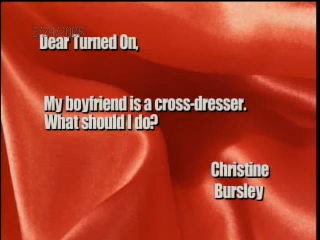 Dear Turned On,
My boyfriend is a cross-dresser.
What should I do?
Christine
Bursley